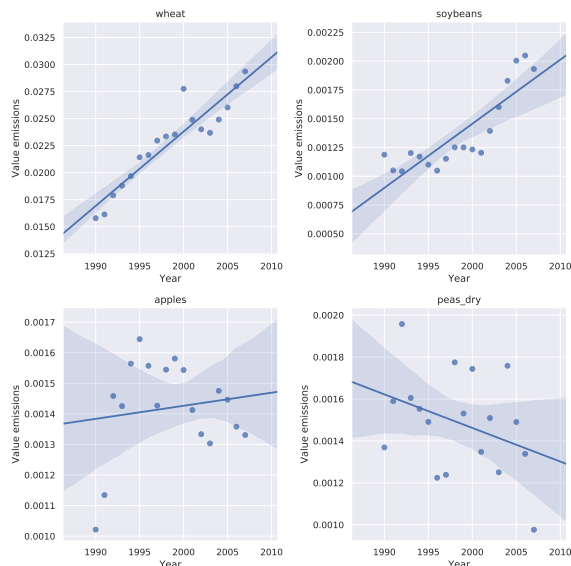 wheat
0.0325
0.0300
0.0275
0.0250
0.0225
0.0200
0.0175
0.0150
0.0125
Value emissions
1990 1995 2000 2005 2010
Year
soybeans
0.00225
0.00200
0.00175
0.00150
0.00125
0.00100
0.00075
0.00050
Value emissions
1990 1995 2000 2005 2010
Year
apples
0.0017
0.0016
0.0015
0.0014
0.0013
0.0012
0.0011
0.0010
Value emissions
1990 1995 2000 2005 2010
Year
peas_dry
0.0020
0.0018
0.0016
0.0014
0.0012
0.0010
Value emissions
1990 1995 2000 2005 2010
Year